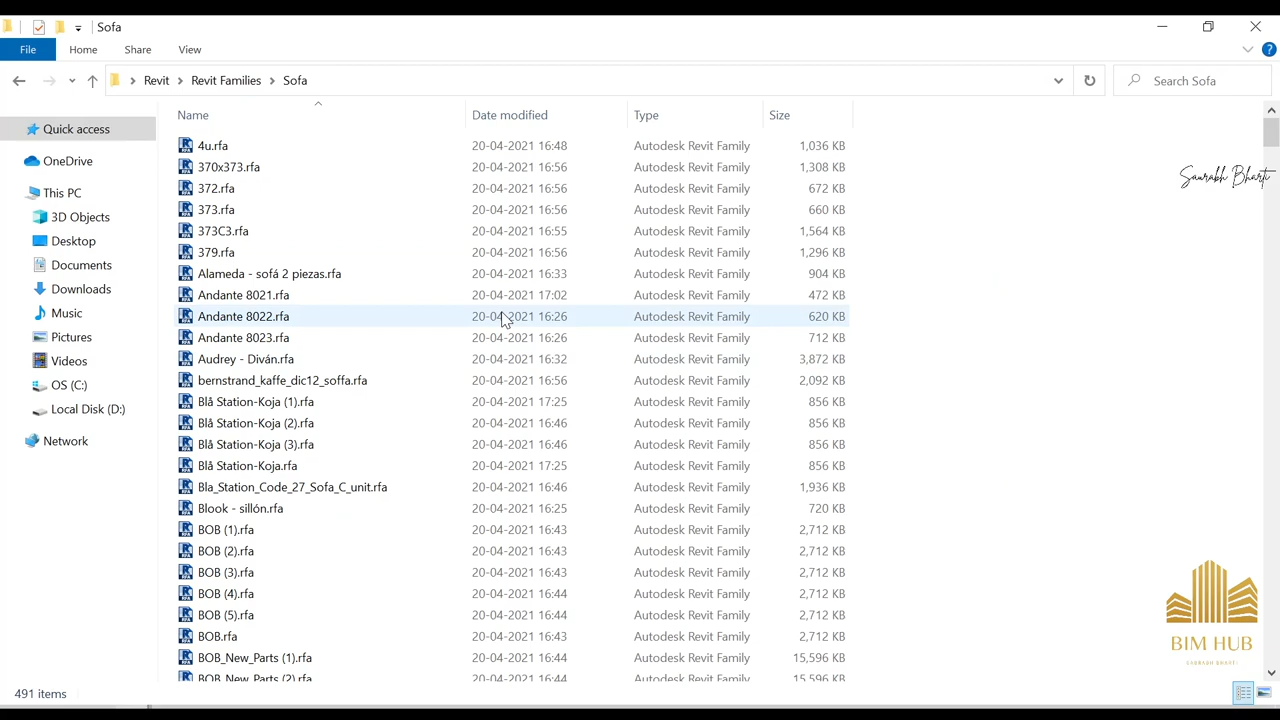 Sofa
File Home Share View
Revit Revit Families Sofa
Search Sofa
Name Date modified Type Size
Quick access
OneDrive
This PC
3D Objects
Desktop
Documents
Downloads
Music
Pictures
Videos
OS (C:)
Local Disk (D:)
Network
4u.rfa 20-04-2021 16:48 Autodesk Revit Family 1,036 KB
370x373.rfa 20-04-2021 16:56 Autodesk Revit Family 1,308 KB
372.rfa 20-04-2021 16:56 Autodesk Revit Family 672 KB
373.rfa 20-04-2021 16:56 Autodesk Revit Family 660 KB
373C3.rfa 20-04-2021 16:55 Autodesk Revit Family 1,564 KB
379.rfa 20-04-2021 16:56 Autodesk Revit Family 1,296 KB
Alameda - sofá 2 piezas.rfa 20-04-2021 16:33 Autodesk Revit Family 904 KB
Andante 8021.rfa 20-04-2021 17:02 Autodesk Revit Family 472 KB
Andante 8022.rfa 20-04-2021 16:26 Autodesk Revit Family 620 KB
Andante 8023.rfa 20-04-2021 16:26 Autodesk Revit Family 712 KB
Audrey - Diván.rfa 20-04-2021 16:32 Autodesk Revit Family 3,872 KB
bernstrand_kaffe_dic12_soffa.rfa 20-04-2021 16:56 Autodesk Revit Family 2,092 KB
Blå Station-Koja (1).rfa 20-04-2021 17:25 Autodesk Revit Family 856 KB
Blå Station-Koja (2).rfa 20-04-2021 16:46 Autodesk Revit Family 856 KB
Blå Station-Koja (3).rfa 20-04-2021 16:46 Autodesk Revit Family 856 KB
Blå Station-Koja.rfa 20-04-2021 17:25 Autodesk Revit Family 856 KB
Bla_Station_Code_27_Sofa_C_unit.rfa 20-04-2021 16:46 Autodesk Revit Family 1,936 KB
Blook - sillón.rfa 20-04-2021 16:25 Autodesk Revit Family 720 KB
BOB (1).rfa 20-04-2021 16:43 Autodesk Revit Family 2,712 KB
BOB (2).rfa 20-04-2021 16:43 Autodesk Revit Family 2,712 KB
BOB (3).rfa 20-04-2021 16:43 Autodesk Revit Family 2,712 KB
BOB (4).rfa 20-04-2021 16:44 Autodesk Revit Family 2,712 KB
BOB (5).rfa 20-04-2021 16:44 Autodesk Revit Family 2,712 KB
BOB.rfa 20-04-2021 16:43 Autodesk Revit Family 2,712 KB
BOB_New_Parts (1).rfa 20-04-2021 16:44 Autodesk Revit Family 15,596 KB
BOB_New_Parts (2).rfa 20-04-2021 16:44 Autodesk Revit Family 15,596 KB
491 items
Saurabh Bharti
BIM HUB
SAURABH BHARTI